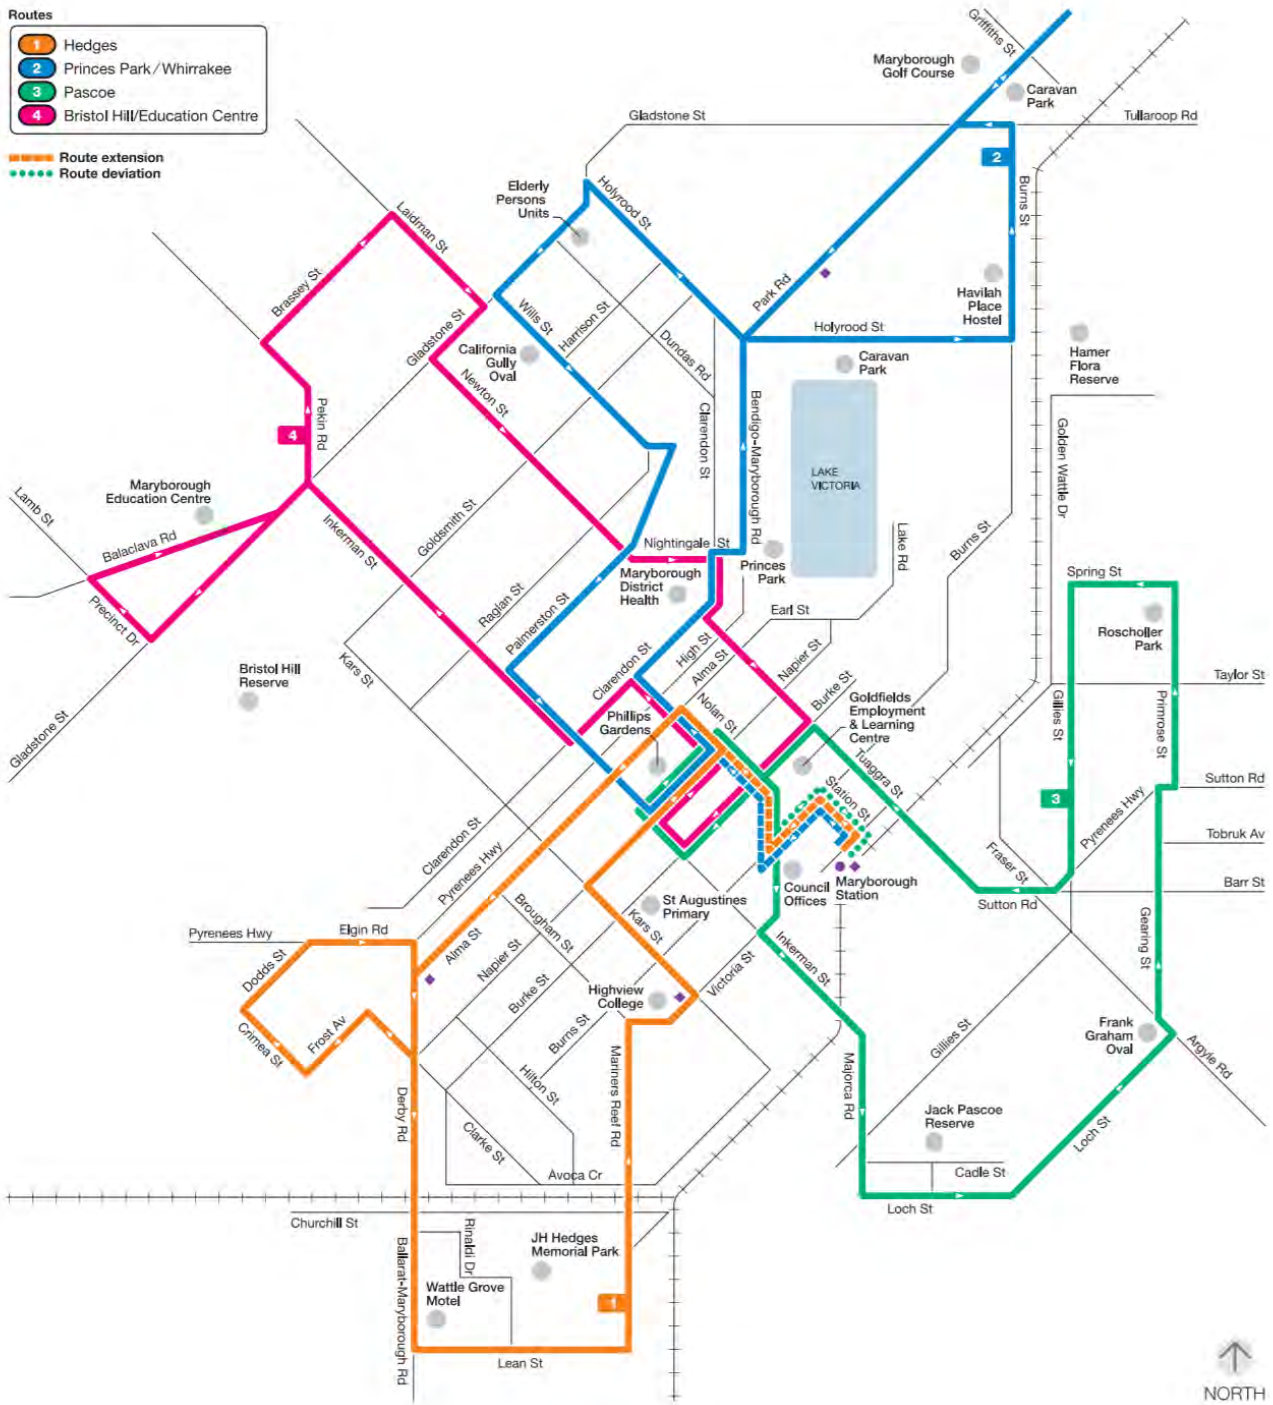 Routes
1 Hedges
2 Princes Park / Whirrakee
3 Pascoe
4 Bristol Hill/Education Centre
Route extension
Route deviation
Griffiths St
Maryborough
Golf Course
Caravan
Park
Gladstone St
Tullaroop Rd
2
Elderly
Persons
Units
Holyrood St
Burns St
Laidman St
Brassey St
Park Rd
Havilah
Place
Hostel
Wills St
Harrison St
Gladstone St
California
Gully
Oval
Dundas Rd
Holyrood St
Caravan
Park
Hamer
Flora
Reserve
Newton St
Pekin Rd
4
Clarendon St
Bendigo-Maryborough Rd
LAKE
VICTORIA
Golden Wattle Dr
Maryborough
Education Centre
Lamb St
Balaclava Rd
Inkerman St
Goldsmith St
Nightingale St
Princes
Park
Lake Rd
Burns St
Maryborough
District
Health
Spring St
Precinct Dr
Raglan St
Palmerston St
Earl St
Roscholler
Park
Kars St
Bristol Hill
Reserve
Clarendon St
High St
Alma St
Napier St
Burke St
Taylor St
Gladstone St
Phillips
Gardens
Nolan St
Goldfields
Employment
& Learning
Centre
Gillies St
Primrose St
Tuaggra St
Station St
Sutton Rd
3
Pyrenees Hwy
Tobruk Av
Clarendon St
Pyrenees Hwy
Fraser St
Council
Offices
Maryborough
Station
Barr St
Sutton Rd
St Augustines
Primary
Brougham St
Kars St
Pyrenees Hwy
Elgin Rd
Alma St
Napier St
Victoria St
Inkerman St
Gearing St
Dodds St
Burke St
Highview
College
Crimea St
Frost Av
Burns St
Gillies St
Frank
Graham
Oval
Argyle Rd
Derby Rd
Hilton St
Mariners Reef Rd
Majorca Rd
Clarke St
Jack Pascoe
Reserve
Loch St
Avoca Cr
Cadle St
Loch St
Churchill St
Rinaldi Dr
JH Hedges
Memorial Park
Ballarat-Maryborough Rd
Wattle Grove
Motel
1
Lean St
NORTH